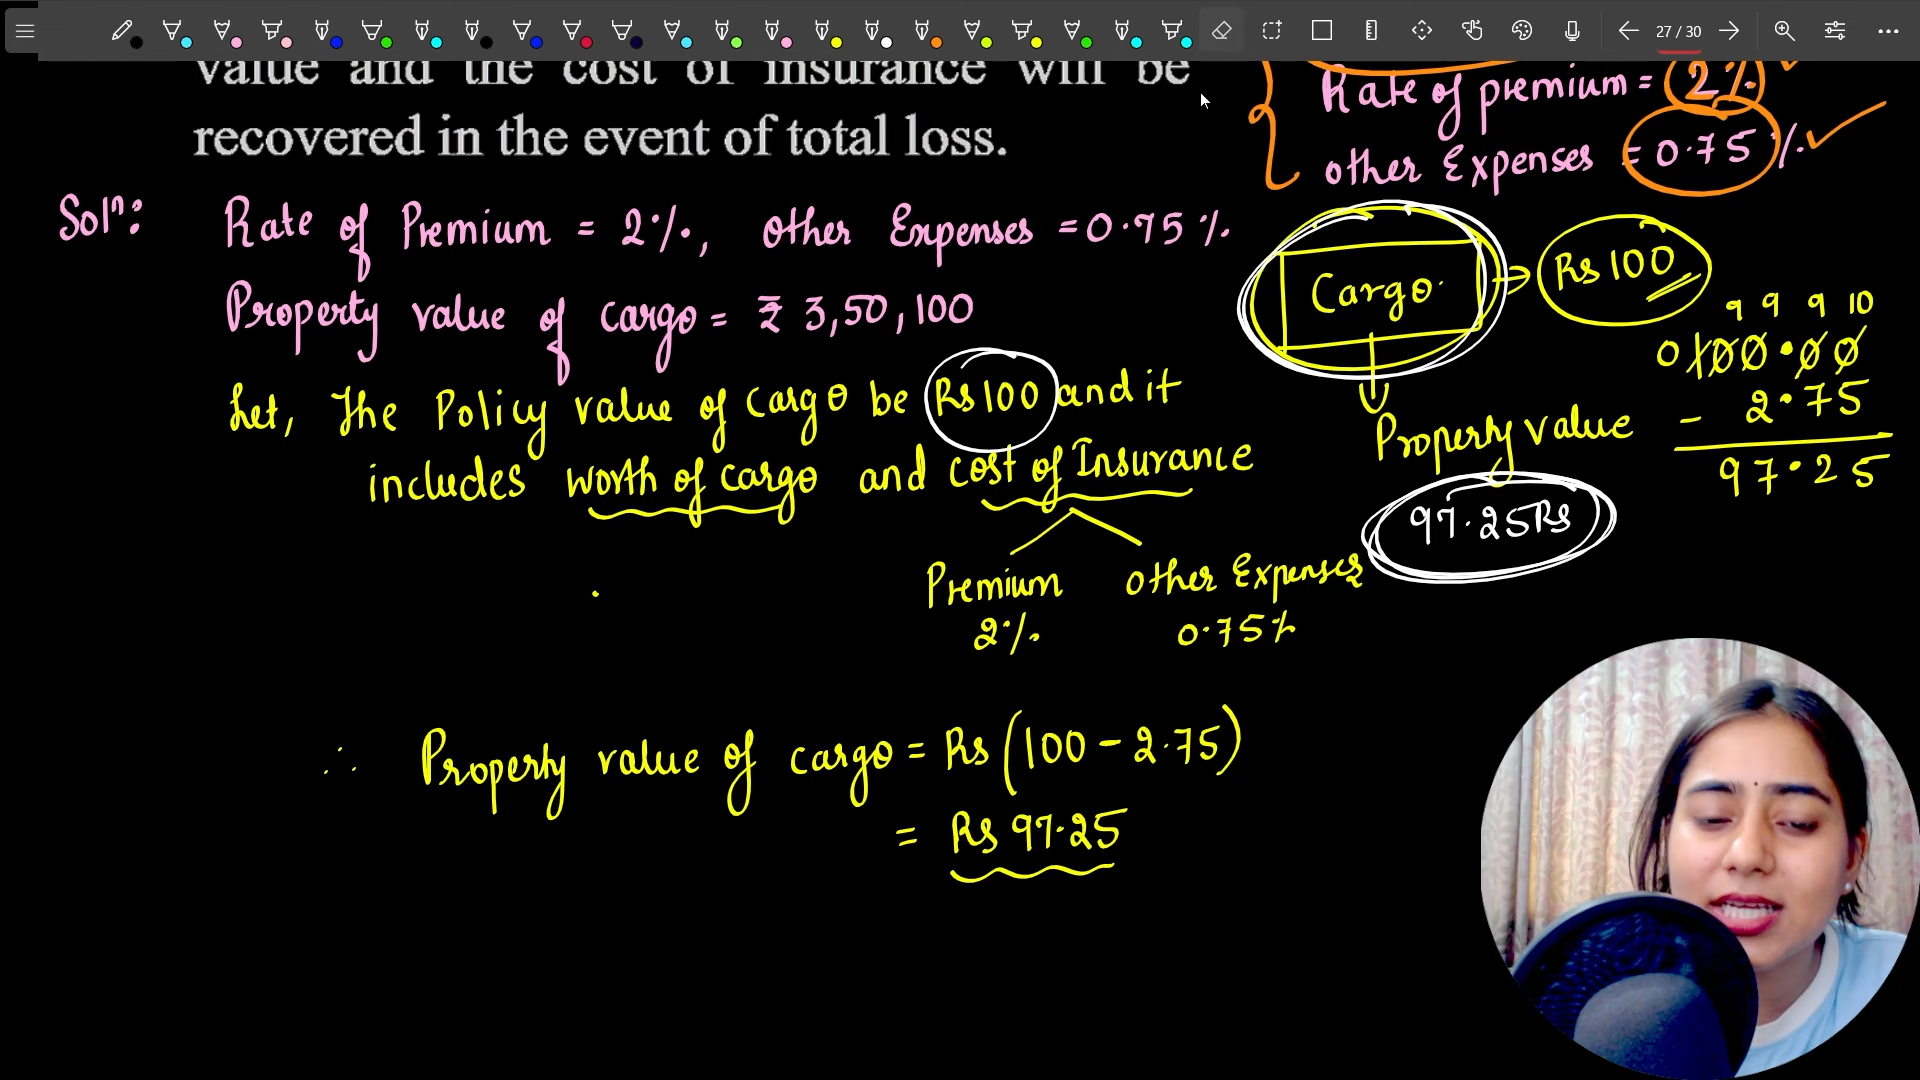 27 / 30
value and the cost of insurance will be
recovered in the event of total loss.
Rate of premium = 2%
other Expenses = 0.75%
Solⁿ: Rate of Premium = 2%, other Expenses = 0.75%
Property value of cargo = ₹ 3,50,100
Let, The Policy value of cargo be Rs 100 and it
includes worth of cargo and cost of Insurance
Premium other Expenses
2% 0.75%
∴ Property value of cargo = Rs (100 - 2.75)
= Rs 97.25
Cargo → Rs 100
Property value
97.25 Rs
9 9 9 10
0100.00
- 2.75
97.25